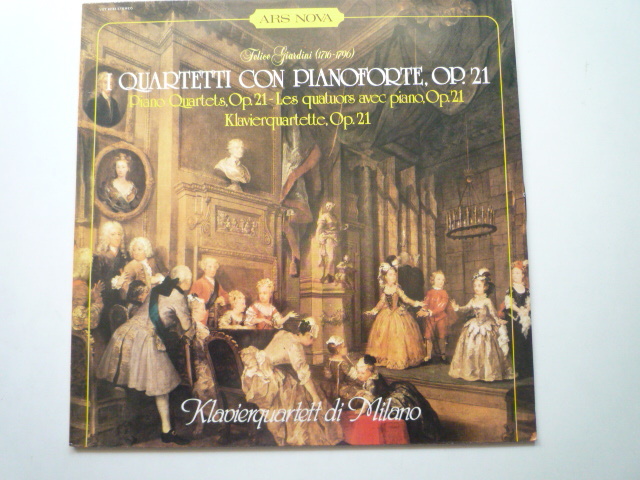 ARS NOVA
Felice Giardini (1716-1796)
I QUARTETTI CON PIANOFORTE, OP. 21
Piano Quartets, Op. 21 - Les quatuors avec piano, Op. 21
Klavierquartette, Op. 21
Klavierquartett di Milano